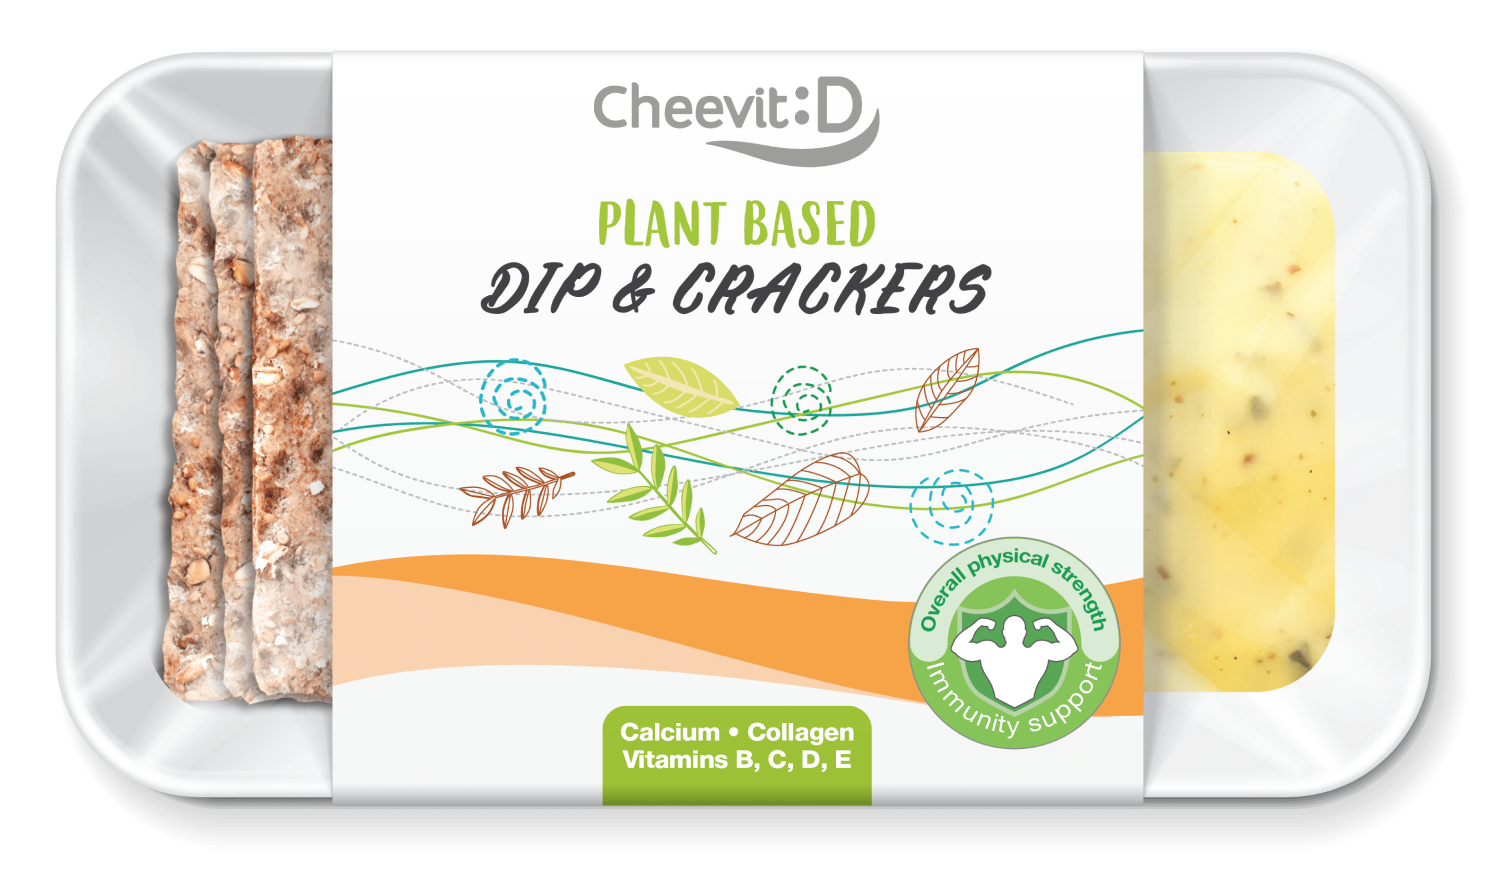 Cheevit:D
PLANT BASED
DIP & CRACKERS
Overall physical strength
Immunity support
Calcium • Collagen
Vitamins B, C, D, E